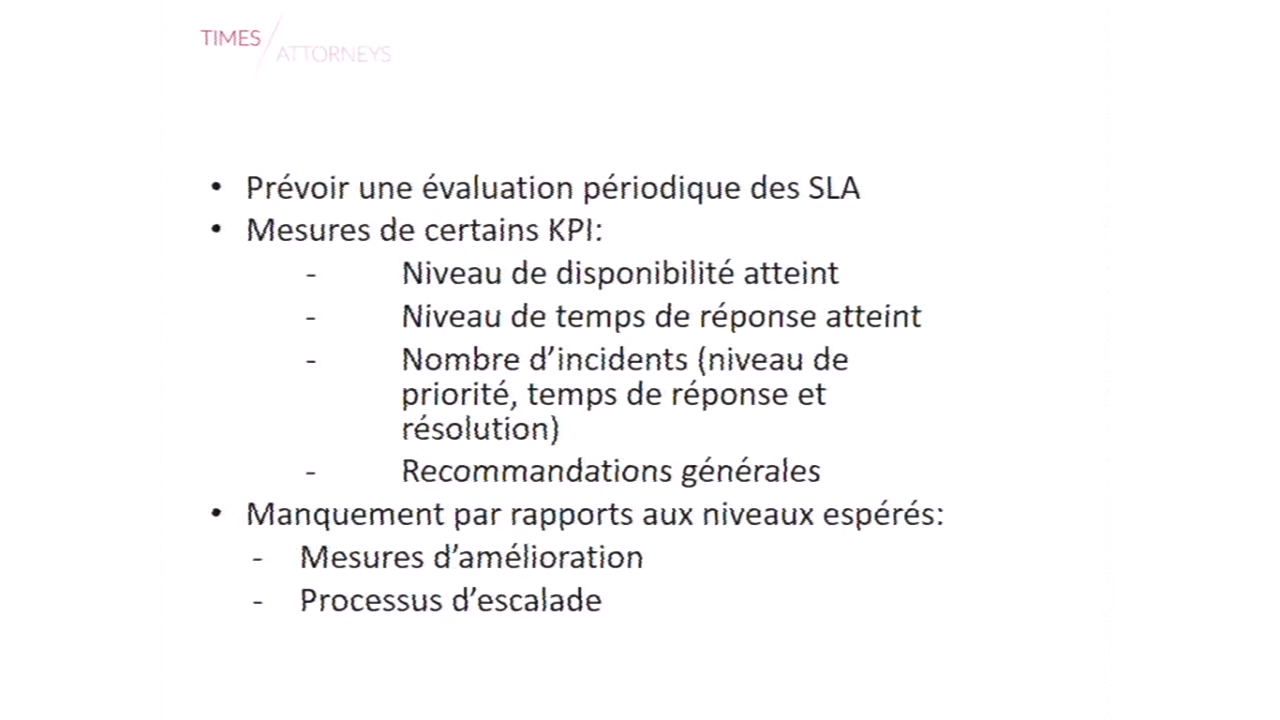 TIMES
ATTORNEYS
• Prévoir une évaluation périodique des SLA
• Mesures de certains KPI:
- Niveau de disponibilité atteint
- Niveau de temps de réponse atteint
- Nombre d’incidents (niveau de
priorité, temps de réponse et
résolution)
- Recommandations générales
• Manquement par rapports aux niveaux espérés:
- Mesures d’amélioration
- Processus d’escalade